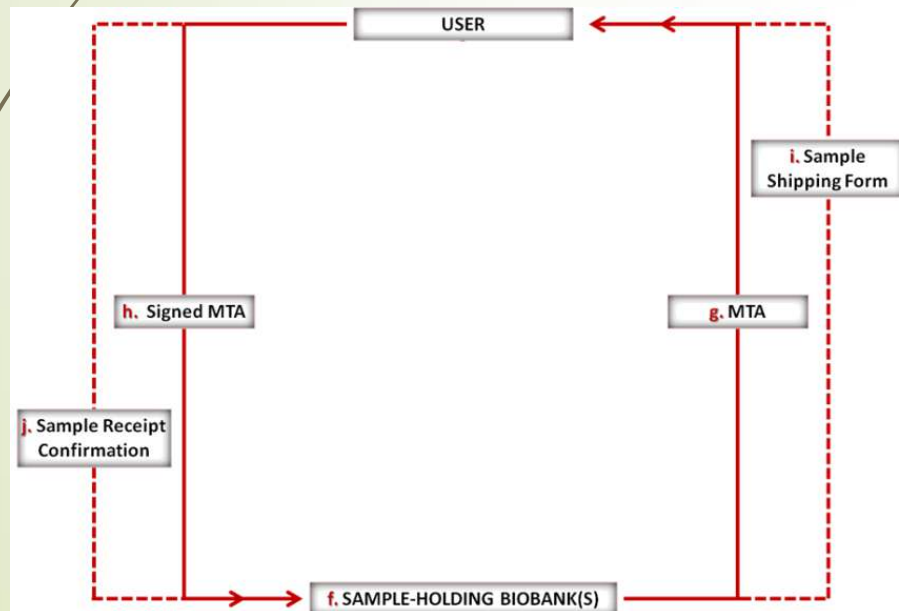 USER
i. Sample
Shipping Form
h. Signed MTA
g. MTA
j. Sample Receipt
Confirmation
f. SAMPLE-HOLDING BIOBANK(S)